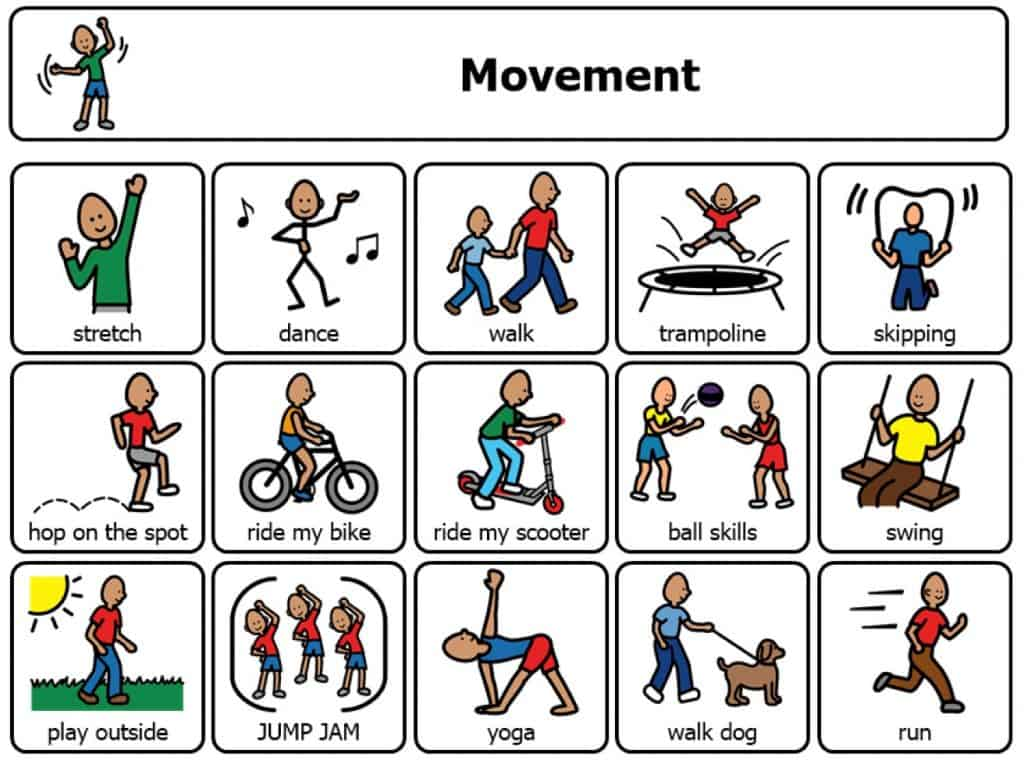 Movement
stretch
dance
walk
trampoline
skipping
hop on the spot
ride my bike
ride my scooter
ball skills
swing
play outside
JUMP JAM
yoga
walk dog
run